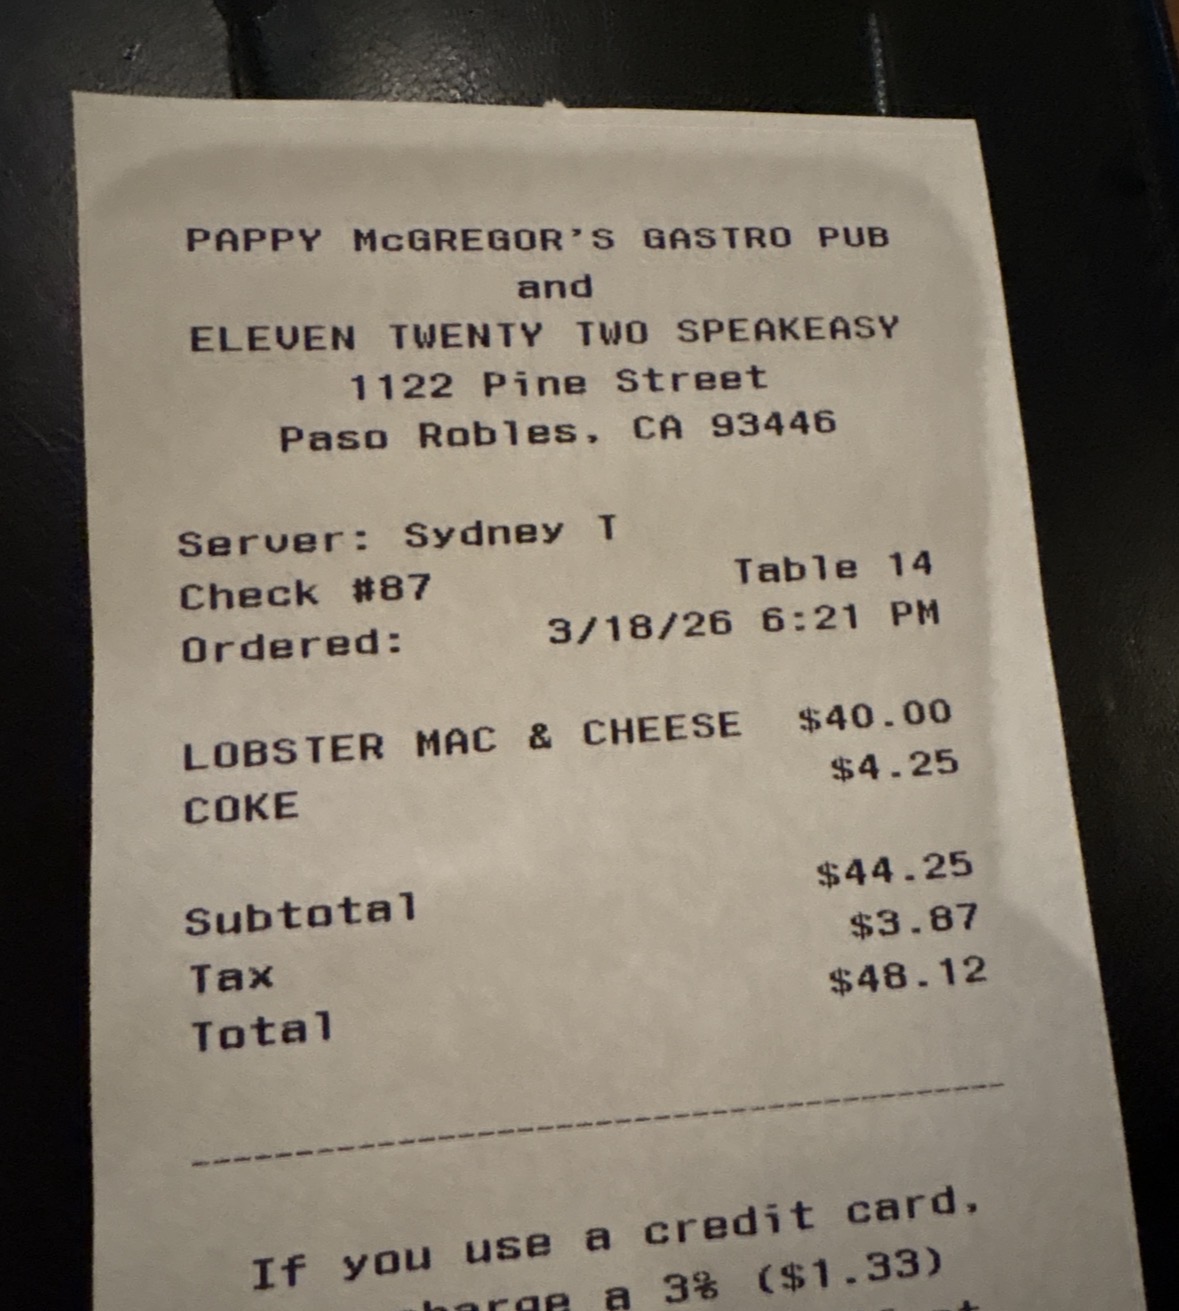 PAPPY McGREGOR'S GASTRO PUB
and
ELEVEN TWENTY TWO SPEAKEASY
1122 Pine Street
Paso Robles, CA 93446
Server: Sydney T
Check #87 Table 14
Ordered: 3/18/26 6:21 PM
LOBSTER MAC & CHEESE $40.00
COKE $4.25
Subtotal $44.25
Tax $3.87
Total $48.12
If you use a credit card,
a 3% ($1.33)